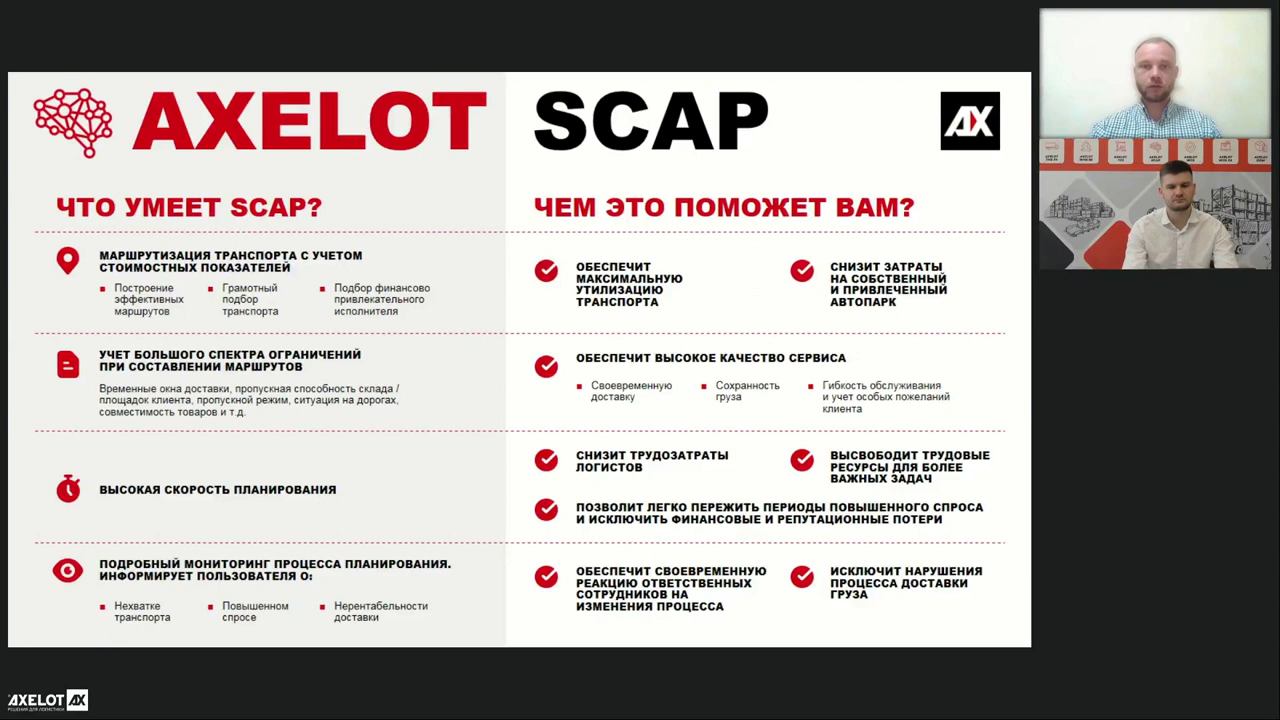 AXELOT SCAP
AX
ЧТО УМЕЕТ SCAP?
МАРШРУТИЗАЦИЯ ТРАНСПОРТА С УЧЕТОМ
СТОИМОСТНЫХ ПОКАЗАТЕЛЕЙ
Построение
эффективных
маршрутов
Грамотный
подбор
транспорта
Подбор финансово
привлекательного
исполнителя
УЧЕТ БОЛЬШОГО СПЕКТРА ОГРАНИЧЕНИЙ
ПРИ СОСТАВЛЕНИИ МАРШРУТОВ
Временные окна доставки, пропускная способность склада /
площадок клиента, пропускной режим, ситуация на дорогах,
совместимость товаров и т.д.
ВЫСОКАЯ СКОРОСТЬ ПЛАНИРОВАНИЯ
ПОДРОБНЫЙ МОНИТОРИНГ ПРОЦЕССА ПЛАНИРОВАНИЯ.
ИНФОРМИРУЕТ ПОЛЬЗОВАТЕЛЯ О:
Нехватке
транспорта
Повышенном
спросе
Нерентабельности
доставки
ЧЕМ ЭТО ПОМОЖЕТ ВАМ?
ОБЕСПЕЧИТ
МАКСИМАЛЬНУЮ
УТИЛИЗАЦИЮ
ТРАНСПОРТА
СНИЗИТ ЗАТРАТЫ
НА СОБСТВЕННЫЙ
И ПРИВЛЕЧЕННЫЙ
АВТОПАРК
ОБЕСПЕЧИТ ВЫСОКОЕ КАЧЕСТВО СЕРВИСА
Своевременную
доставку
Сохранность
груза
Гибкость обслуживания
и учет особых пожеланий
клиента
СНИЗИТ ТРУДОЗАТРАТЫ
ЛОГИСТОВ
ВЫСВОБОДИТ ТРУДОВЫЕ
РЕСУРСЫ ДЛЯ БОЛЕЕ
ВАЖНЫХ ЗАДАЧ
ПОЗВОЛИТ ЛЕГКО ПЕРЕЖИТЬ ПЕРИОДЫ ПОВЫШЕННОГО СПРОСА
И ИСКЛЮЧИТЬ ФИНАНСОВЫЕ И РЕПУТАЦИОННЫЕ ПОТЕРИ
ОБЕСПЕЧИТ СВОЕВРЕМЕННУЮ
РЕАКЦИЮ ОТВЕТСТВЕННЫХ
СОТРУДНИКОВ НА
ИЗМЕНЕНИЯ ПРОЦЕССА
ИСКЛЮЧИТ НАРУШЕНИЯ
ПРОЦЕССА ДОСТАВКИ
ГРУЗА
AXELOT AX
РЕШЕНИЯ ДЛЯ ЛОГИСТИКИ